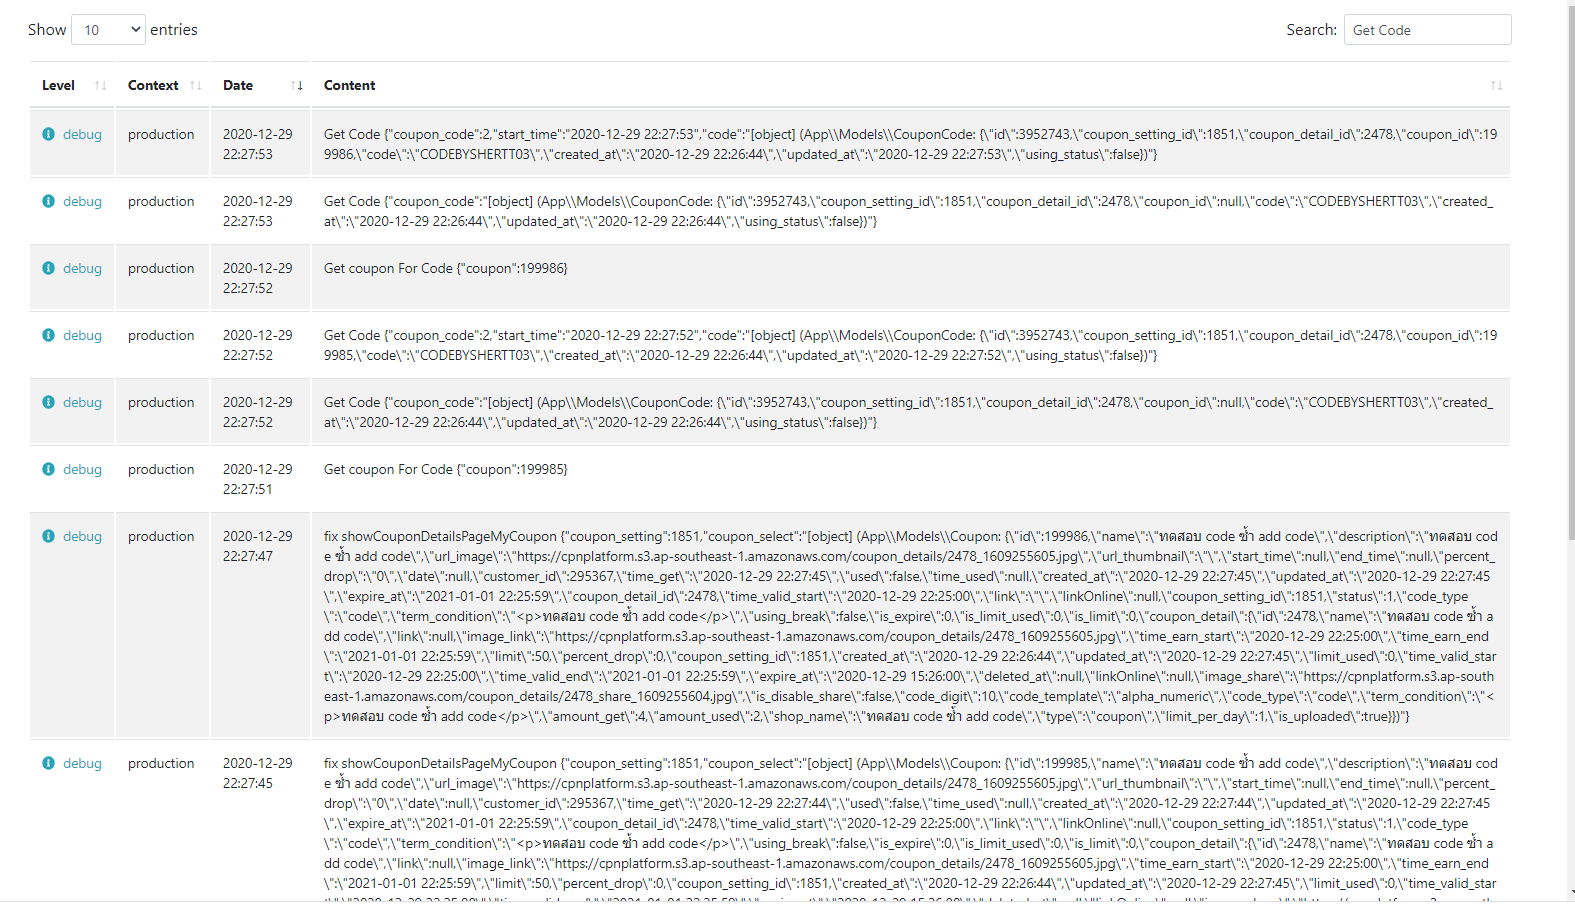 Show 10 entries
Search: Get Code
Level Context Date Content
debug production 2020-12-29 Get Code {"coupon_code":2,"start_time":"2020-12-29 22:27:53","code":"[object] (App\\Models\\CouponCode: {\"id\":3952743,\"coupon_setting_id\":1851,\"coupon_detail_id\":2478,\"coupon_id\":19
22:27:53 9986,\"code\":\"CODEBYSHERTT03\",\"created_at\":\"2020-12-29 22:26:44\",\"updated_at\":\"2020-12-29 22:27:53\",\"using_status\":false})"}
debug production 2020-12-29 Get Code {"coupon_code":"[object] (App\\Models\\CouponCode: {\"id\":3952743,\"coupon_setting_id\":1851,\"coupon_detail_id\":2478,\"coupon_id\":null,\"code\":\"CODEBYSHERTT03\",\"created_
22:27:53 at\":\"2020-12-29 22:26:44\",\"updated_at\":\"2020-12-29 22:26:44\",\"using_status\":false})"}
debug production 2020-12-29 Get coupon For Code {"coupon":199986}
22:27:52
debug production 2020-12-29 Get Code {"coupon_code":2,"start_time":"2020-12-29 22:27:52","code":"[object] (App\\Models\\CouponCode: {\"id\":3952743,\"coupon_setting_id\":1851,\"coupon_detail_id\":2478,\"coupon_id\":19
22:27:52 9985,\"code\":\"CODEBYSHERTT03\",\"created_at\":\"2020-12-29 22:26:44\",\"updated_at\":\"2020-12-29 22:27:52\",\"using_status\":false})"}
debug production 2020-12-29 Get Code {"coupon_code":"[object] (App\\Models\\CouponCode: {\"id\":3952743,\"coupon_setting_id\":1851,\"coupon_detail_id\":2478,\"coupon_id\":null,\"code\":\"CODEBYSHERTT03\",\"created_
22:27:52 at\":\"2020-12-29 22:26:44\",\"updated_at\":\"2020-12-29 22:26:44\",\"using_status\":false})"}
debug production 2020-12-29 Get coupon For Code {"coupon":199985}
22:27:51
debug production 2020-12-29 fix showCouponDetailsPageMyCoupon {"coupon_setting":1851,"coupon_select":"[object] (App\\Models\\Coupon: {\"id\":199986,\"name\":\"ทดสอบ code ซ้ำ add code\",\"description\":\"ทดสอบ cod
22:27:47 e ซ้ำ add code\",\"url_image\":\"https://cpnplatform.s3.ap-southeast-1.amazonaws.com/coupon_details/2478_1609255605.jpg\",\"url_thumbnail\":\"\",\"start_time\":null,\"end_time\":null,\"percent_
drop\":\"0\",\"date\":null,\"customer_id\":295367,\"time_get\":\"2020-12-29 22:27:45\",\"used\":false,\"time_used\":null,\"created_at\":\"2020-12-29 22:27:45\",\"updated_at\":\"2020-12-29 22:27:45
\",\"expire_at\":\"2021-01-01 22:25:59\",\"coupon_detail_id\":2478,\"time_valid_start\":\"2020-12-29 22:25:00\",\"link\":\"\",\"linkOnline\":null,\"coupon_setting_id\":1851,\"status\":1,\"code_type
\":\"code\",\"term_condition\":\"<p>ทดสอบ code ซ้ำ add code</p>\",\"using_break\":false,\"is_expire\":0,\"is_limit_used\":0,\"is_limit\":0,\"coupon_detail\":{\"id\":2478,\"name\":\"ทดสอบ code ซ้ำ a
dd code\",\"link\":null,\"image_link\":\"https://cpnplatform.s3.ap-southeast-1.amazonaws.com/coupon_details/2478_1609255605.jpg\",\"time_earn_start\":\"2020-12-29 22:25:00\",\"time_earn_end
\":\"2021-01-01 22:25:59\",\"limit\":50,\"percent_drop\":0,\"coupon_setting_id\":1851,\"created_at\":\"2020-12-29 22:26:44\",\"updated_at\":\"2020-12-29 22:27:45\",\"limit_used\":0,\"time_valid_star
t\":\"2020-12-29 22:25:00\",\"time_valid_end\":\"2021-01-01 22:25:59\",\"expire_at\":\"2020-12-29 15:26:00\",\"deleted_at\":null,\"linkOnline\":null,\"image_share\":\"https://cpnplatform.s3.ap-southe
east-1.amazonaws.com/coupon_details/2478_share_1609255604.jpg\",\"is_disable_share\":false,\"code_digit\":10,\"code_template\":\"alpha_numeric\",\"code_type\":\"code\",\"term_condition\":\"<
p>ทดสอบ code ซ้ำ add code</p>\",\"amount_get\":4,\"amount_used\":2,\"shop_name\":\"ทดสอบ code ซ้ำ add code\",\"type\":\"coupon\",\"limit_per_day\":1,\"is_uploaded\":true}})"}
debug production 2020-12-29 fix showCouponDetailsPageMyCoupon {"coupon_setting":1851,"coupon_select":"[object] (App\\Models\\Coupon: {\"id\":199985,\"name\":\"ทดสอบ code ซ้ำ add code\",\"description\":\"ทดสอบ cod
22:27:45 e ซ้ำ add code\",\"url_image\":\"https://cpnplatform.s3.ap-southeast-1.amazonaws.com/coupon_details/2478_1609255605.jpg\",\"url_thumbnail\":\"\",\"start_time\":null,\"end_time\":null,\"percent_
drop\":\"0\",\"date\":null,\"customer_id\":295367,\"time_get\":\"2020-12-29 22:27:44\",\"used\":false,\"time_used\":null,\"created_at\":\"2020-12-29 22:27:44\",\"updated_at\":\"2020-12-29 22:27:45
\",\"expire_at\":\"2021-01-01 22:25:59\",\"coupon_detail_id\":2478,\"time_valid_start\":\"2020-12-29 22:25:00\",\"link\":\"\",\"linkOnline\":null,\"coupon_setting_id\":1851,\"status\":1,\"code_type
\":\"code\",\"term_condition\":\"<p>ทดสอบ code ซ้ำ add code</p>\",\"using_break\":false,\"is_expire\":0,\"is_limit_used\":0,\"is_limit\":0,\"coupon_detail\":{\"id\":2478,\"name\":\"ทดสอบ code ซ้ำ a
dd code\",\"link\":null,\"image_link\":\"https://cpnplatform.s3.ap-southeast-1.amazonaws.com/coupon_details/2478_1609255605.jpg\",\"time_earn_start\":\"2020-12-29 22:25:00\",\"time_earn_end
\":\"2021-01-01 22:25:59\",\"limit\":50,\"percent_drop\":0,\"coupon_setting_id\":1851,\"created_at\":\"2020-12-29 22:26:44\",\"updated_at\":\"2020-12-29 22:27:45\",\"limit_used\":0,\"time_valid_star